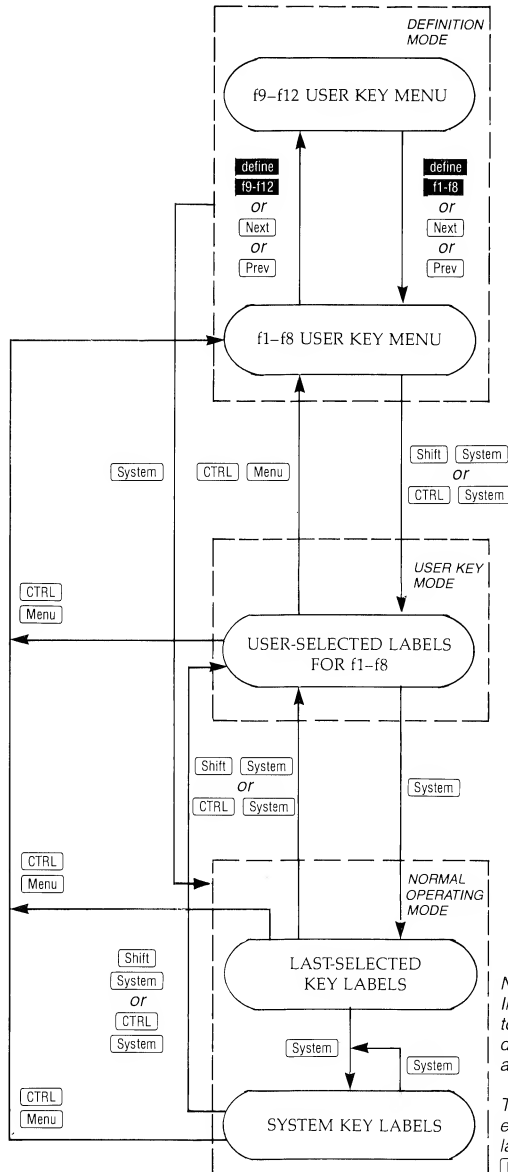 DEFINITION
MODE
f9–f12 USER KEY MENU
define
f9-f12
or
Next
or
Prev
define
f1-f8
or
Next
or
Prev
f1–f8 USER KEY MENU
System
CTRL Menu
Shift System
or
CTRL System
USER KEY
MODE
CTRL
Menu
USER-SELECTED LABELS
FOR f1–f8
Shift System
or
CTRL System
System
CTRL
Menu
NORMAL
OPERATING
MODE
LAST-SELECTED
KEY LABELS
Shift
System
or
CTRL
System
System
System
CTRL
Menu
SYSTEM KEY LABELS